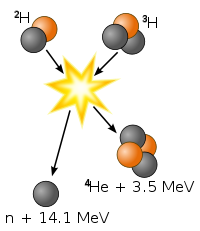 ²H
³H
⁴He + 3.5 MeV
n + 14.1 MeV